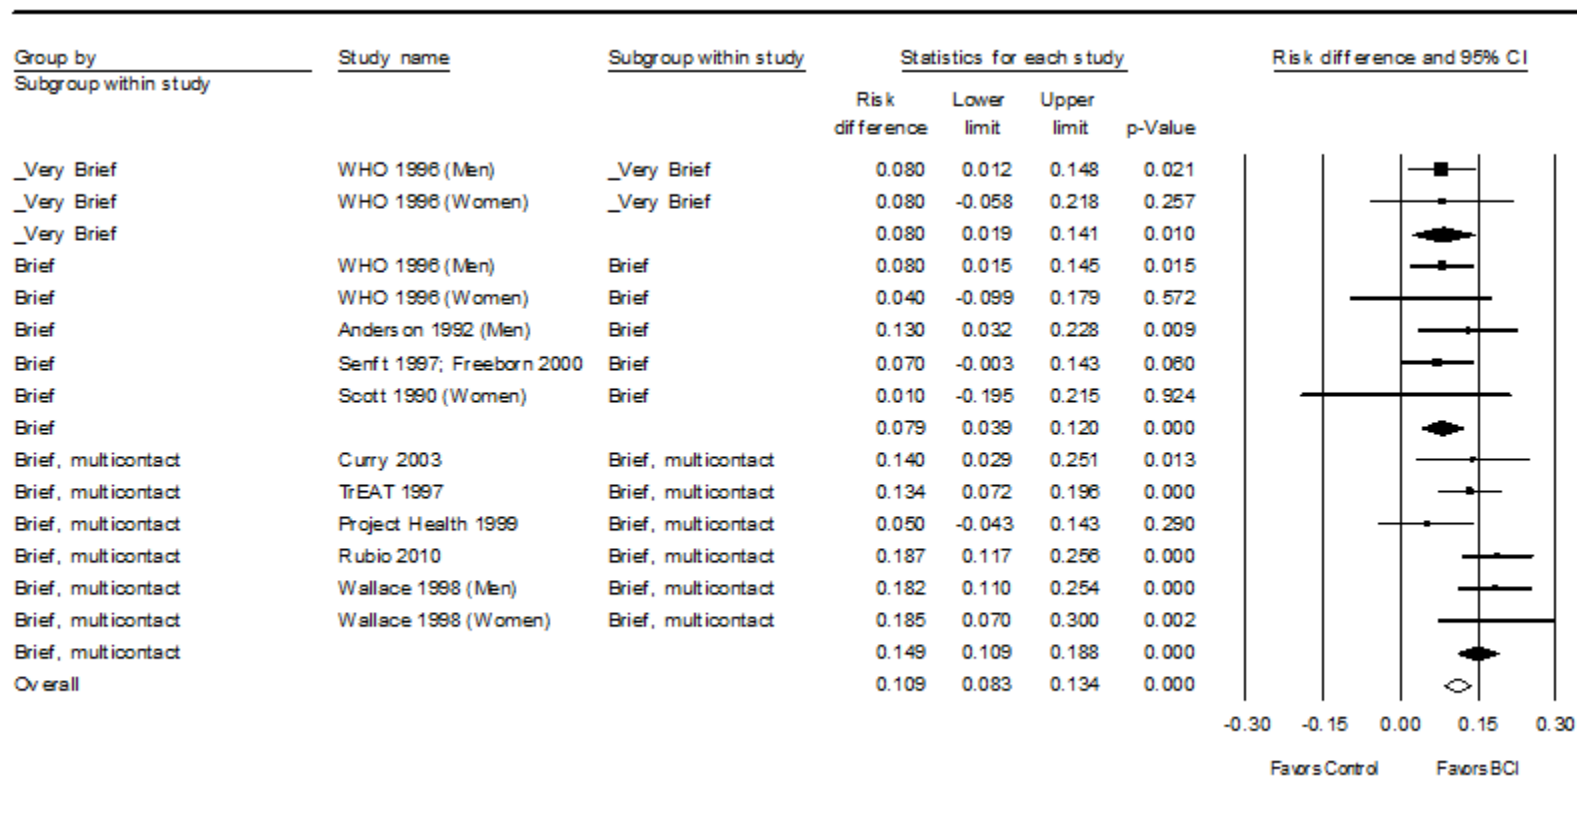 Group by Study name Subgroup within study Statistics for each study Risk difference and 95% CI
Subgroup within study
Risk Lower Upper
difference limit limit p-Value
_Very Brief WHO 1996 (Men) _Very Brief 0.080 0.012 0.148 0.021
_Very Brief WHO 1996 (Women) _Very Brief 0.080 -0.058 0.218 0.257
_Very Brief 0.080 0.019 0.141 0.010
Brief WHO 1996 (Men) Brief 0.080 0.015 0.145 0.015
Brief WHO 1996 (Women) Brief 0.040 -0.099 0.179 0.572
Brief Anderson 1992 (Men) Brief 0.130 0.032 0.228 0.009
Brief Senft 1997; Freeborn 2000 Brief 0.070 -0.003 0.143 0.060
Brief Scott 1990 (Women) Brief 0.010 -0.195 0.215 0.924
Brief 0.079 0.039 0.120 0.000
Brief, multicontact Curry 2003 Brief, multicontact 0.140 0.029 0.251 0.013
Brief, multicontact TrEAT 1997 Brief, multicontact 0.134 0.072 0.196 0.000
Brief, multicontact Project Health 1999 Brief, multicontact 0.050 -0.043 0.143 0.290
Brief, multicontact Rubio 2010 Brief, multicontact 0.187 0.117 0.256 0.000
Brief, multicontact Wallace 1998 (Men) Brief, multicontact 0.182 0.110 0.254 0.000
Brief, multicontact Wallace 1998 (Women) Brief, multicontact 0.185 0.070 0.300 0.002
Brief, multicontact 0.149 0.109 0.188 0.000
Overall 0.109 0.083 0.134 0.000
-0.30 -0.15 0.00 0.15 0.30
Favors Control Favors BCI